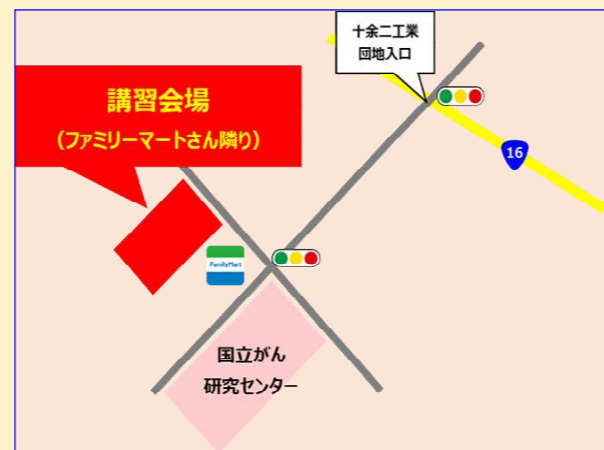 十余二工業
団地入口
講習会場
(ファミリーマートさん隣り)
16
FamilyMart
国立がん
研究センター